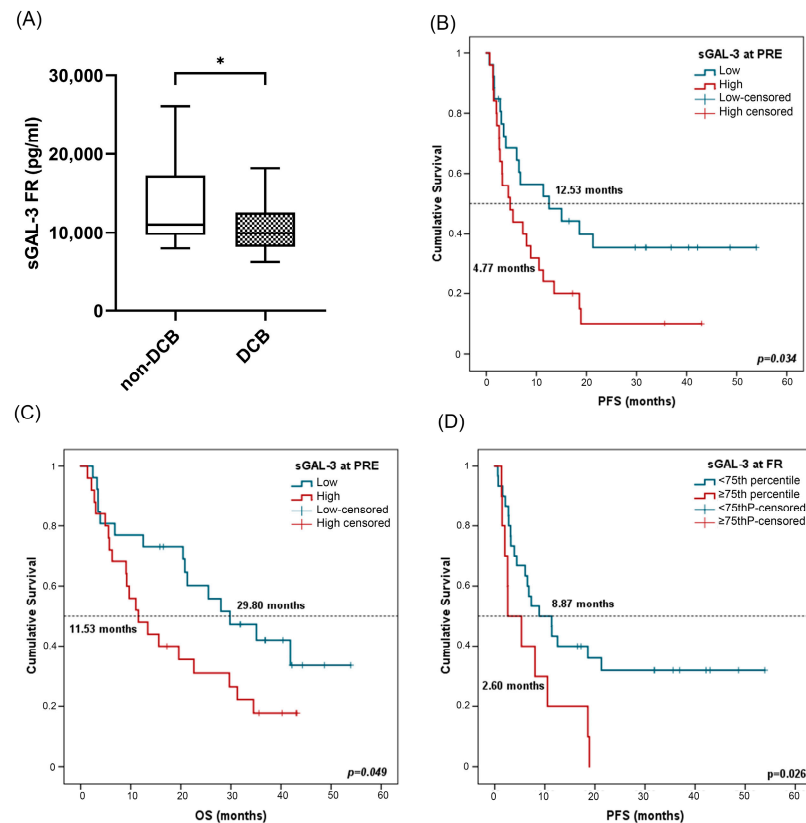 (A)
*
sGAL-3 FR (pg/ml)
30,000
20,000
10,000
0
non-DCB
DCB
(B)
sGAL-3 at PRE
Low
High
Low-censored
High censored
Cumulative Survival
1
0.8
0.6
0.4
0.2
0
12.53 months
4.77 months
p=0.034
0
10
20
30
40
50
60
PFS (months)
(C)
sGAL-3 at PRE
Low
High
Low-censored
High censored
Cumulative Survival
1
0.8
0.6
0.4
0.2
0
29.80 months
11.53 months
p=0.049
0
10
20
30
40
50
60
OS (months)
(D)
sGAL-3 at FR
<75th percentile
≥75th percentile
<75thP-censored
≥75thP-censored
Cumulative Survival
1
0.8
0.6
0.4
0.2
0
8.87 months
2.60 months
p=0.026
0
10
20
30
40
50
60
PFS (months)